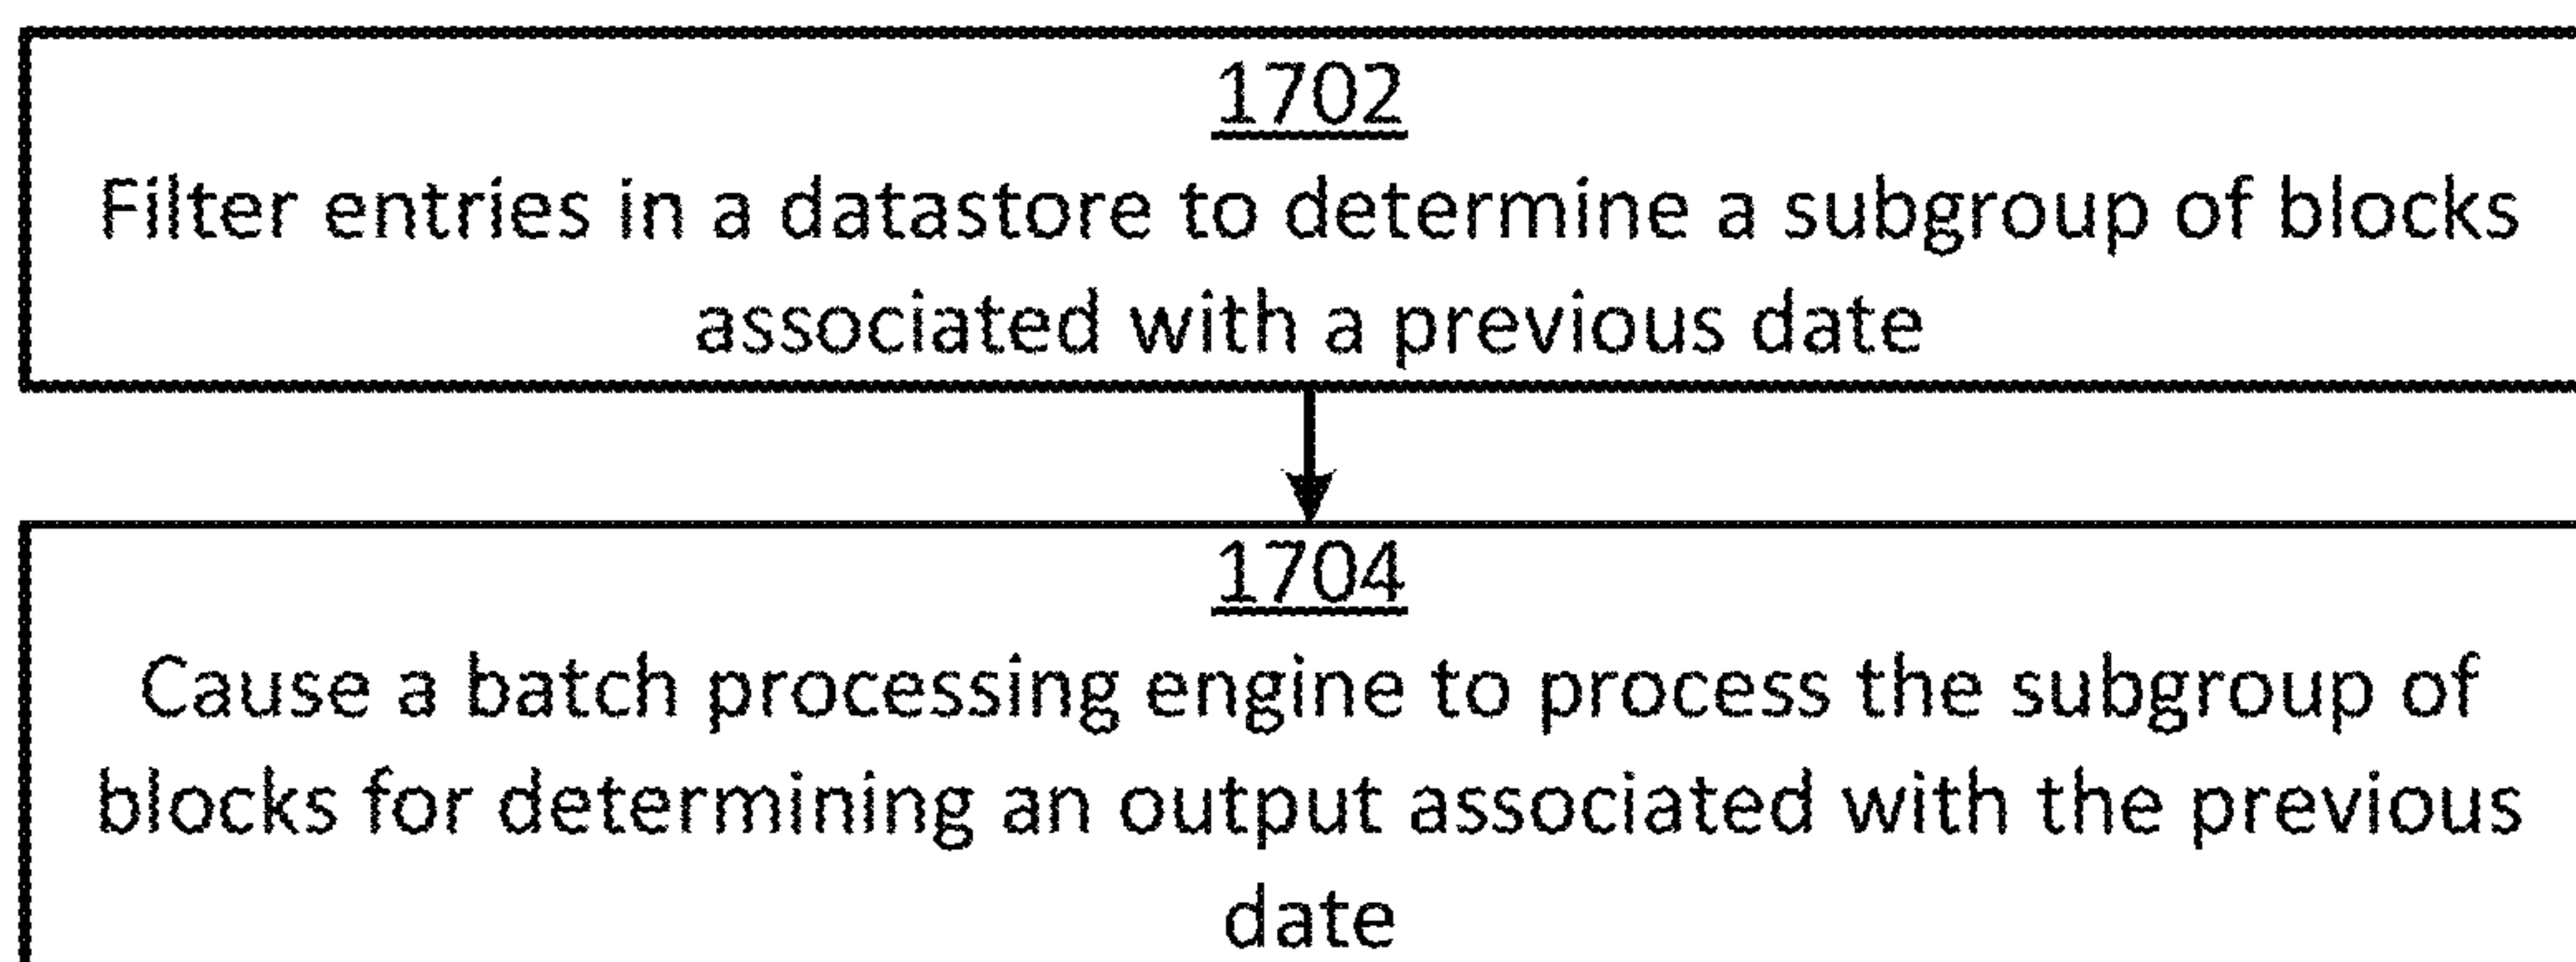 1702
Filter entries in a datastore to determine a subgroup of blocks
associated with a previous date
1704
Cause a batch processing engine to process the subgroup of
blocks for determining an output associated with the previous
date